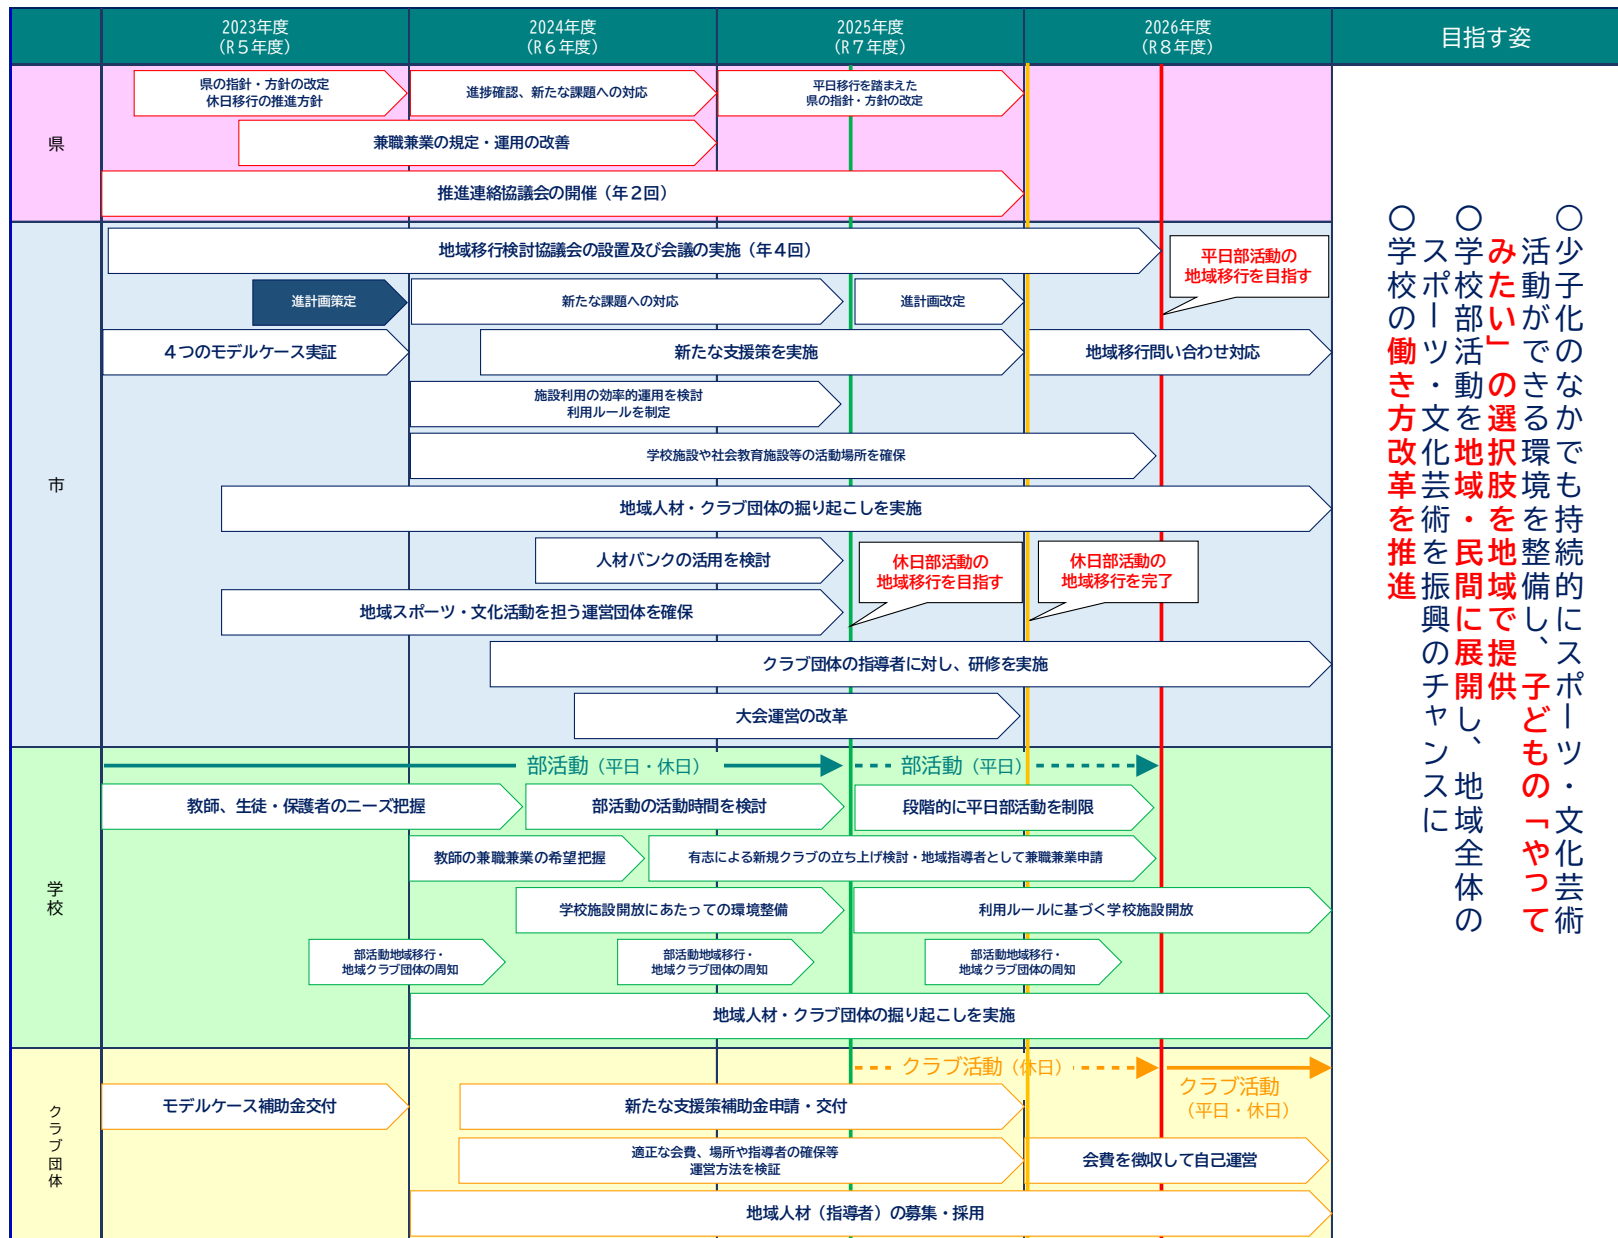 2023年度
（R５年度）
2024年度
（R６年度）
2025年度
（R７年度）
2026年度
（R８年度）
目指す姿
県
県の指針・方針の改定
休日移行の推進方針
進捗確認、新たな課題への対応
平日移行を踏まえた
県の指針・方針の改定
兼職兼業の規定・運用の改善
推進連絡協議会の開催（年２回）
市
地域移行検討協議会の設置及び会議の実施（年４回）
平日部活動の
地域移行を目指す
進計画策定
新たな課題への対応
進計画改定
４つのモデルケース実証
新たな支援策を実施
地域移行問い合わせ対応
施設利用の効率的運用を検討
利用ルールを制定
学校施設や社会教育施設等の活動場所を確保
地域人材・クラブ団体の掘り起こしを実施
人材バンクの活用を検討
休日部活動の
地域移行を目指す
休日部活動の
地域移行を完了
地域スポーツ・文化活動を担う運営団体を確保
クラブ団体の指導者に対し、研修を実施
大会運営の改革
学校
部活動（平日・休日）
部活動（平日）
教師、生徒・保護者のニーズ把握
部活動の活動時間を検討
段階的に平日部活動を制限
教師の兼職兼業の希望把握
有志による新規クラブの立ち上げ検討・地域指導者として兼職兼業申請
学校施設開放にあたっての環境整備
利用ルールに基づく学校施設開放
部活動地域移行・
地域クラブ団体の周知
部活動地域移行・
地域クラブ団体の周知
部活動地域移行・
地域クラブ団体の周知
地域人材・クラブ団体の掘り起こしを実施
クラブ団体
クラブ活動（休日）
クラブ活動
（平日・休日）
モデルケース補助金交付
新たな支援策補助金申請・交付
適正な会費、場所や指導者の確保等
運営方法を検証
会費を徴収して自己運営
地域人材（指導者）の募集・採用
〇少子化のなかでも持続的にスポーツ・文化芸術
活動ができる環境を整備し、子どもの「やって
みたい」の選択肢を地域で提供
〇学校部活動を地域・民間に展開し、地域全体の
スポーツ・文化芸術を振興のチャンスに
〇学校の働き方改革を推進